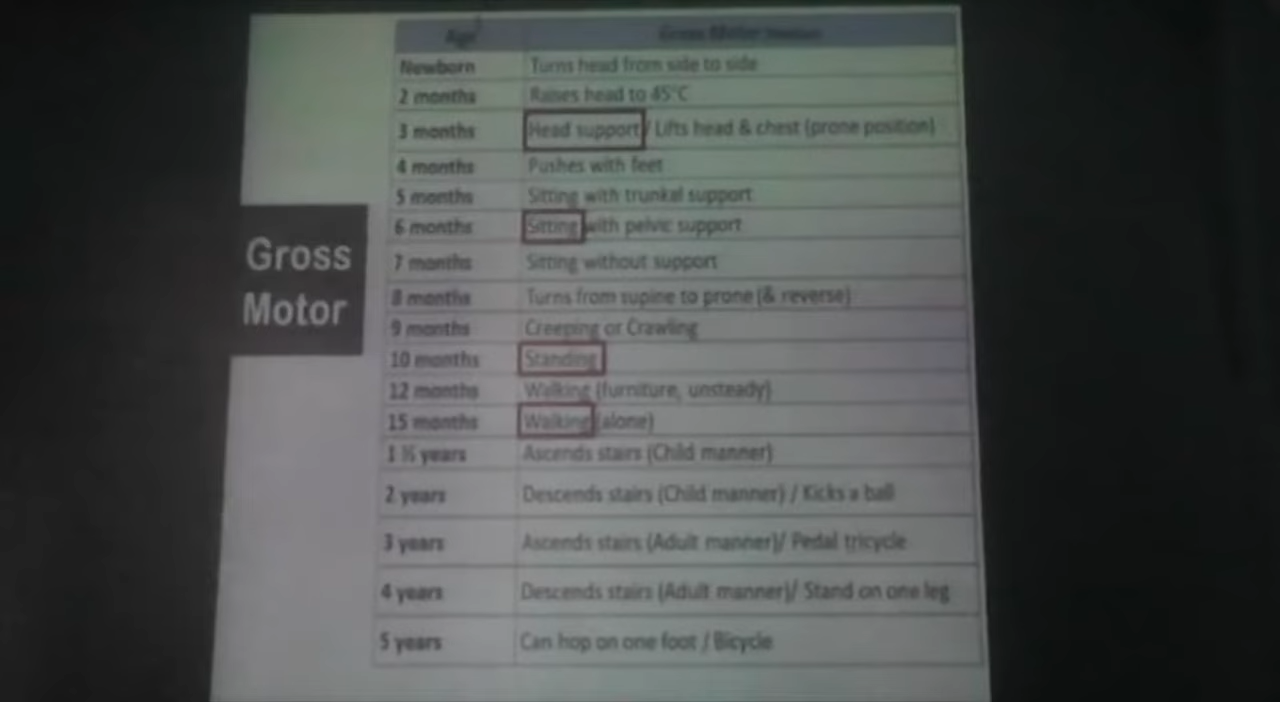 Age Gross Motor
Newborn Turns head from side to side
2 months Raises head to 45°C
3 months Head support / Lifts head & chest (prone position)
4 months Pushes with feet
5 months Sitting with trunkal support
6 months Sitting with pelvic support
Gross
Motor
7 months Sitting without support
8 months Turns from supine to prone (& reverse)
9 months Creeping or Crawling
10 months Standing
12 months Walking (furniture, unsteady)
15 months Walking (alone)
1 ½ years Ascends stairs (Child manner)
2 years Descends stairs (Child manner) / Kicks a ball
3 years Ascends stairs (Adult manner)/ Pedal tricycle
4 years Descends stairs (Adult manner)/ Stand on one leg
5 years Can hop on one foot / Bicycle